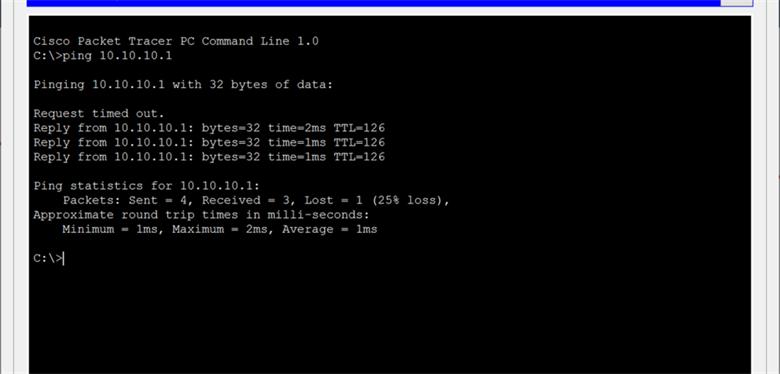 Cisco Packet Tracer PC Command Line 1.0
C:\>ping 10.10.10.1
Pinging 10.10.10.1 with 32 bytes of data:
Request timed out.
Reply from 10.10.10.1: bytes=32 time=2ms TTL=126
Reply from 10.10.10.1: bytes=32 time=1ms TTL=126
Reply from 10.10.10.1: bytes=32 time=1ms TTL=126
Ping statistics for 10.10.10.1:
Packets: Sent = 4, Received = 3, Lost = 1 (25% loss),
Approximate round trip times in milli-seconds:
Minimum = 1ms, Maximum = 2ms, Average = 1ms
C:\>